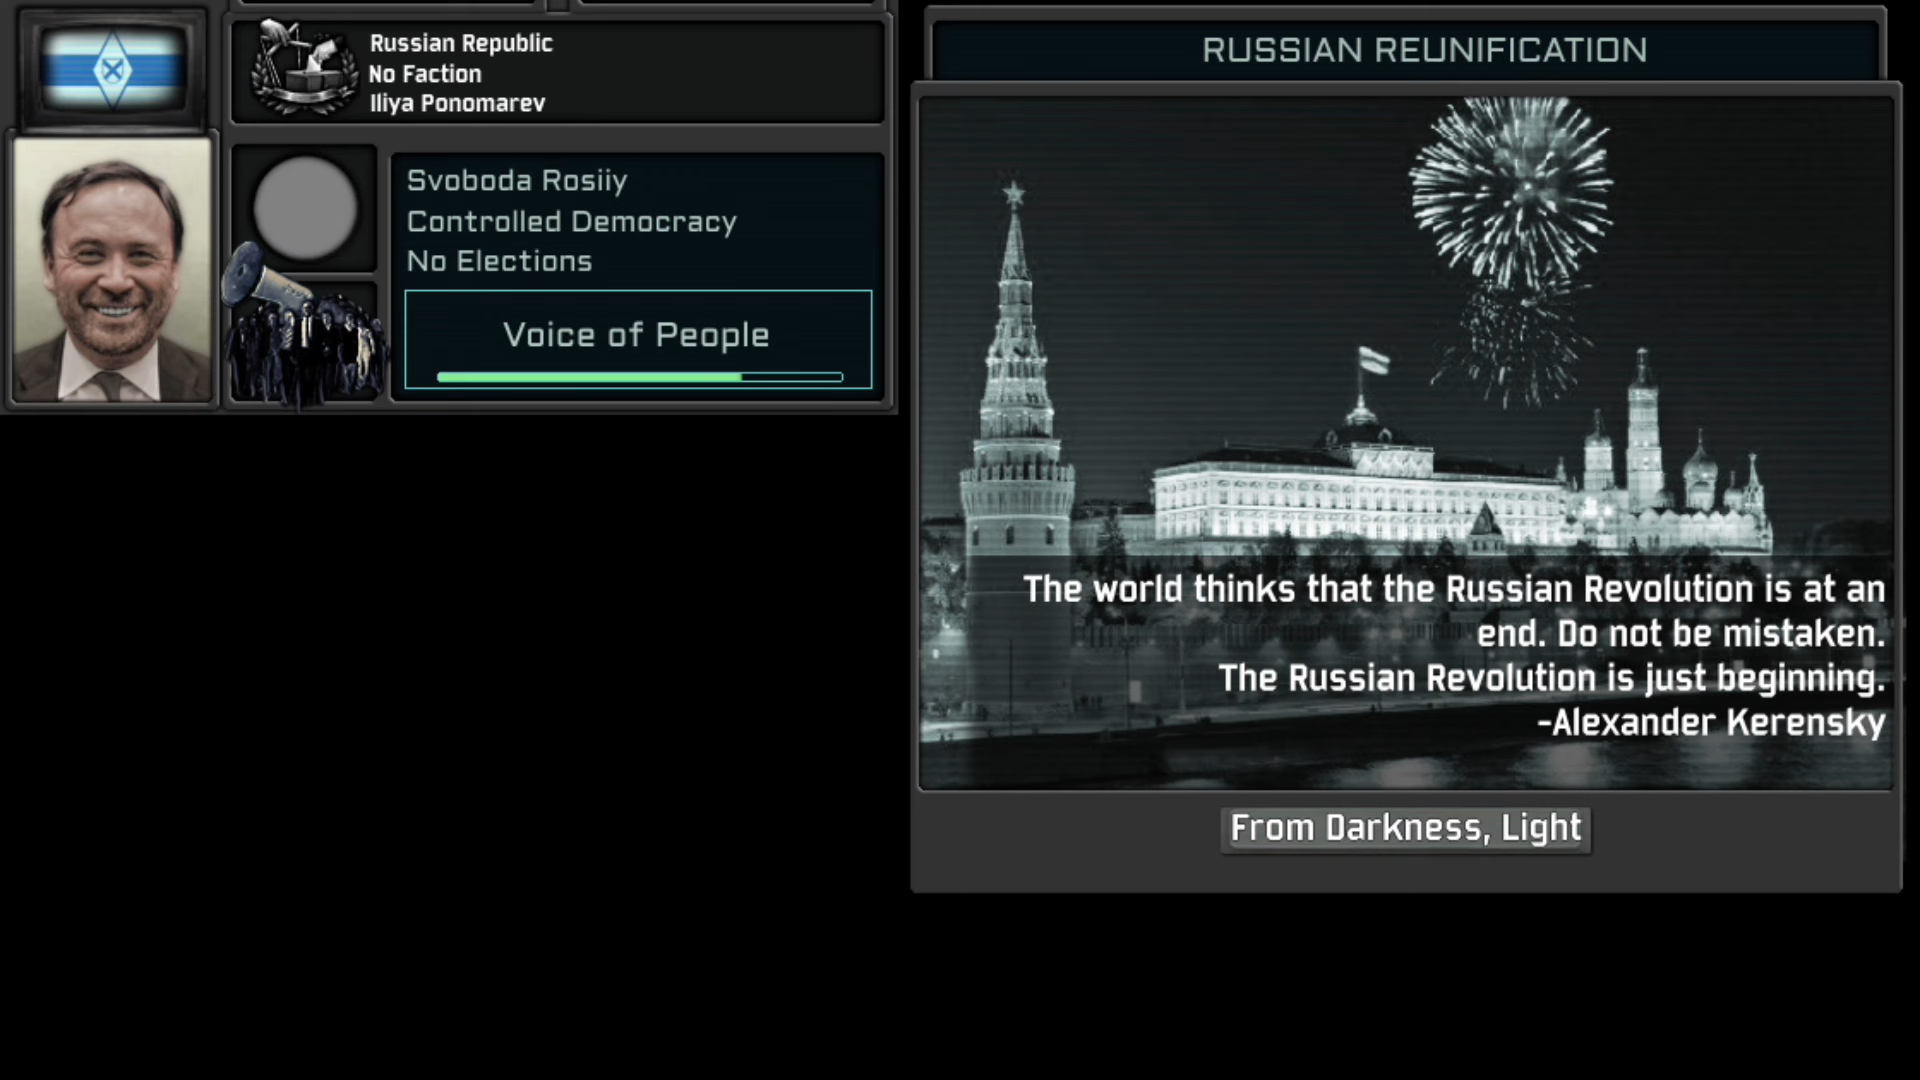 Russian Republic
No Faction
Iliya Ponomarev
Svoboda Rosiiy
Controlled Democracy
No Elections
Voice of People
RUSSIAN REUNIFICATION
The world thinks that the Russian Revolution is at an
end. Do not be mistaken.
The Russian Revolution is just beginning.
-Alexander Kerensky
From Darkness, Light